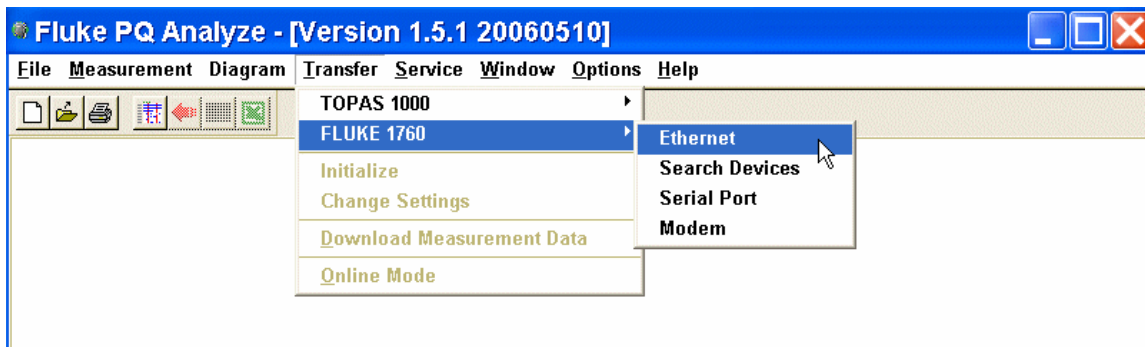 Fluke PQ Analyze - [Version 1.5.1 20060510]
File Measurement Diagram Transfer Service Window Options Help
TOPAS 1000
FLUKE 1760
Initialize
Change Settings
Download Measurement Data
Online Mode
Ethernet
Search Devices
Serial Port
Modem